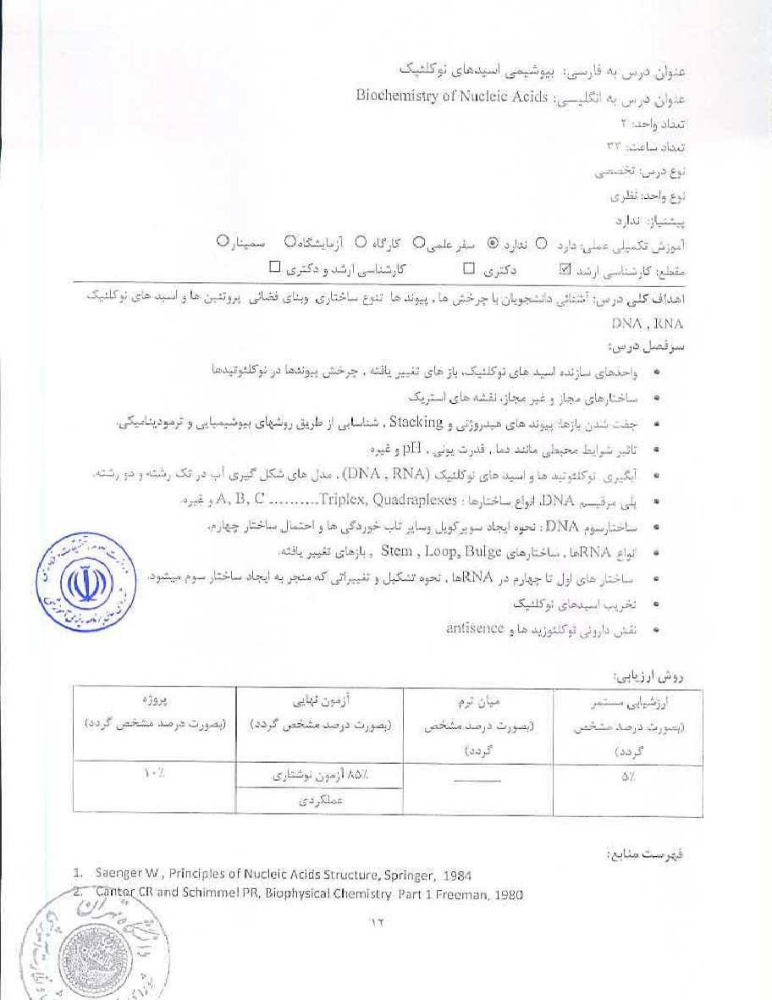 عنوان درس به فارسی: بیوشیمی اسیدهای نوکلئیک
عنوان درس به انگلیسی: Biochemistry of Nucleic Acids
تعداد واحد: ۲
تعداد ساعت: ۳۲
نوع درس: تخصصی
نوع واحد: نظری
پیشنیاز: ندارد
آموزش تکمیلی عملی: دارد ○ ندارد ◉ سفر علمی ○ کارگاه ○ آزمایشگاه ○ سمینار ○
مقطع: کارشناسی ارشد ☑ دکتری ☐ کارشناسی ارشد و دکتری ☐
اهداف کلی درس: آشنائی دانشجویان با چرخش ها، پیوند ها تنوع ساختاری وبنای فضائی پروتئین ها و اسید های نوکلئیک
DNA , RNA
سرفصل درس:
• واحدهای سازنده اسید های نوکلئیک، باز های تغییر یافته ، چرخش پیوندها در نوکلئوتیدها
• ساختارهای مجاز و غیر مجاز، نقشه های استریک
• جفت شدن بازها: پیوند های هیدروژنی و Stacking ، شناسایی از طریق روشهای بیوشیمیایی و ترمودینامیکی.
• تاثیر شرایط محیطی مانند دما ، قدرت یونی ، pH و غیره
• آبگیری نوکلئوتید ها و اسید های نوکلئیک (DNA , RNA) ، مدل های شکل گیری آب در تک رشته و دو رشته.
• پلی مرفیسم DNA، انواع ساختارها : A, B, C ..........Triplex, Quadraplexes و غیره.
• ساختارسوم DNA : نحوه ایجاد سوپرکویل وسایر تاب خوردگی ها و احتمال ساختار چهارم.
• انواع RNAها ، ساختارهای Stem , Loop, Bulge ، بازهای تغییر یافته.
• ساختار های اول تا چهارم در RNAها ، نحوه تشکیل و تغییراتی که منجر به ایجاد ساختار سوم میشود.
• تخریب اسیدهای نوکلئیک
• نقش داروئی نوکلئوزید ها و antisence
روش ارزیابی:
ارزشیابی مستمر (بصورت درصد مشخص گردد)
میان ترم (بصورت درصد مشخص گردد)
آزمون نهایی (بصورت درصد مشخص گردد)
پروژه (بصورت درصد مشخص گردد)
۵٪
۸۵٪ آزمون نوشتاری
۱۰٪
عملکردی
فهرست منابع:
1. Saenger W , Principles of Nucleic Acids Structure, Springer, 1984
2. Cantor CR and Schimmel PR, Biophysical Chemistry Part 1 Freeman, 1980
۱۲
دانشگاه تهران